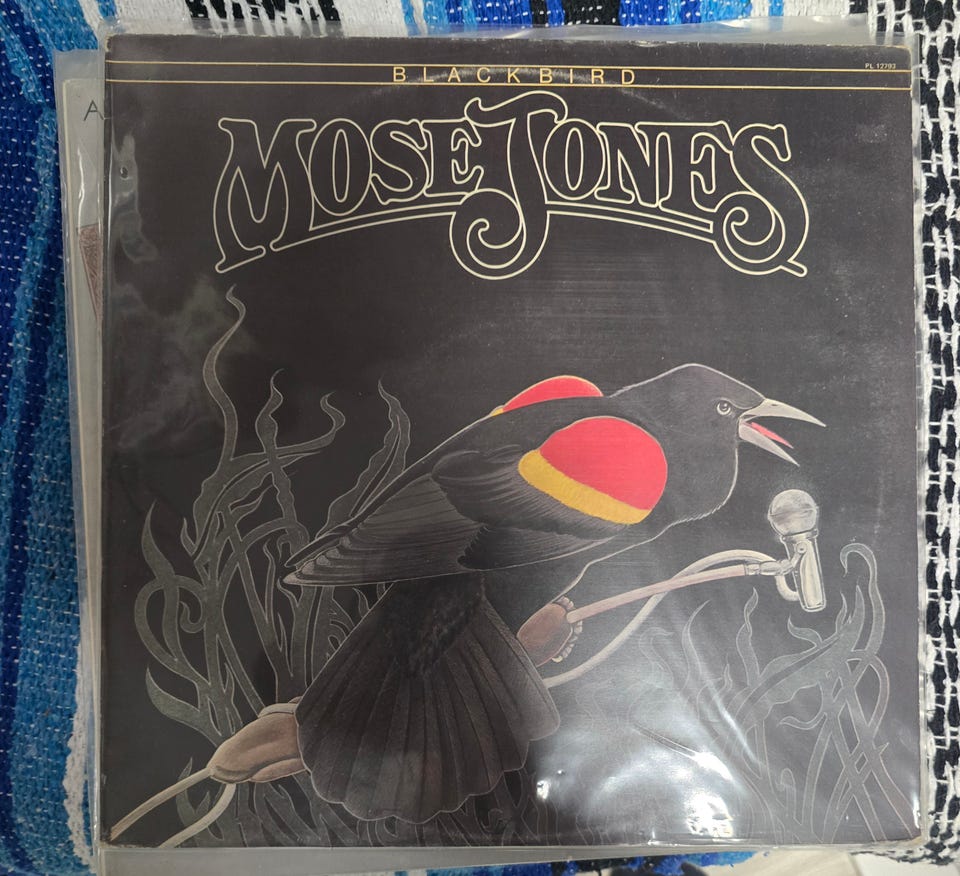 BLACKBIRD
PL 12793
MOSE JONES
A